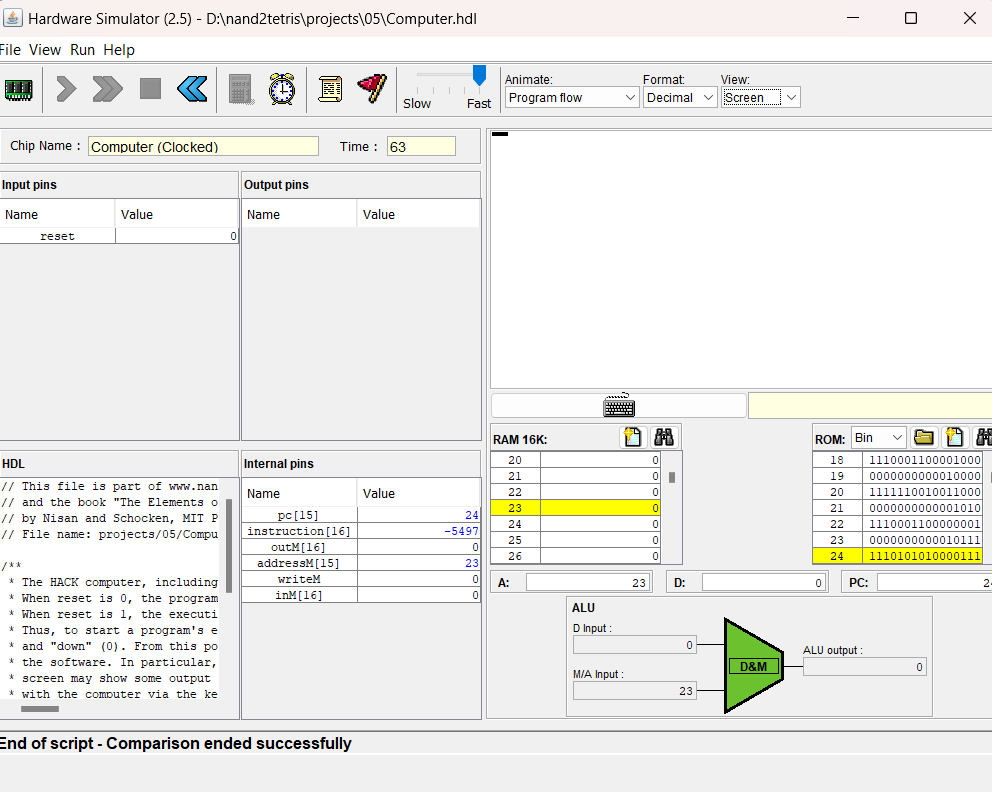 Hardware Simulator (2.5) - D:\nand2tetris\projects\05\Computer.hdl
File View Run Help
Slow Fast
Animate: Format: View:
Program flow Decimal Screen
Chip Name : Computer (Clocked) Time : 63
Input pins
Name Value
reset 0
Output pins
Name Value
HDL
// This file is part of www.nan
// and the book "The Elements o
// by Nisan and Schocken, MIT P
// File name: projects/05/Compu
/**
* The HACK computer, including
* When reset is 0, the program
* When reset is 1, the executi
* Thus, to start a program's e
* and "down" (0). From this po
* the software. In particular,
* screen may show some output
* with the computer via the ke
Internal pins
Name Value
pc[15] 24
instruction[16] -5497
outM[16] 0
addressM[15] 23
writeM 0
inM[16] 0
RAM 16K:
20 0
21 0
22 0
23 0
24 0
25 0
26 0
ROM: Bin
18 1110001100001000
19 0000000000010000
20 1111110010011000
21 0000000000001010
22 1110001100000001
23 0000000000010111
24 1110101010000111
A: 23 D: 0 PC: 24
ALU
D Input :
0
M/A Input :
23
D&M
ALU output :
0
End of script - Comparison ended successfully